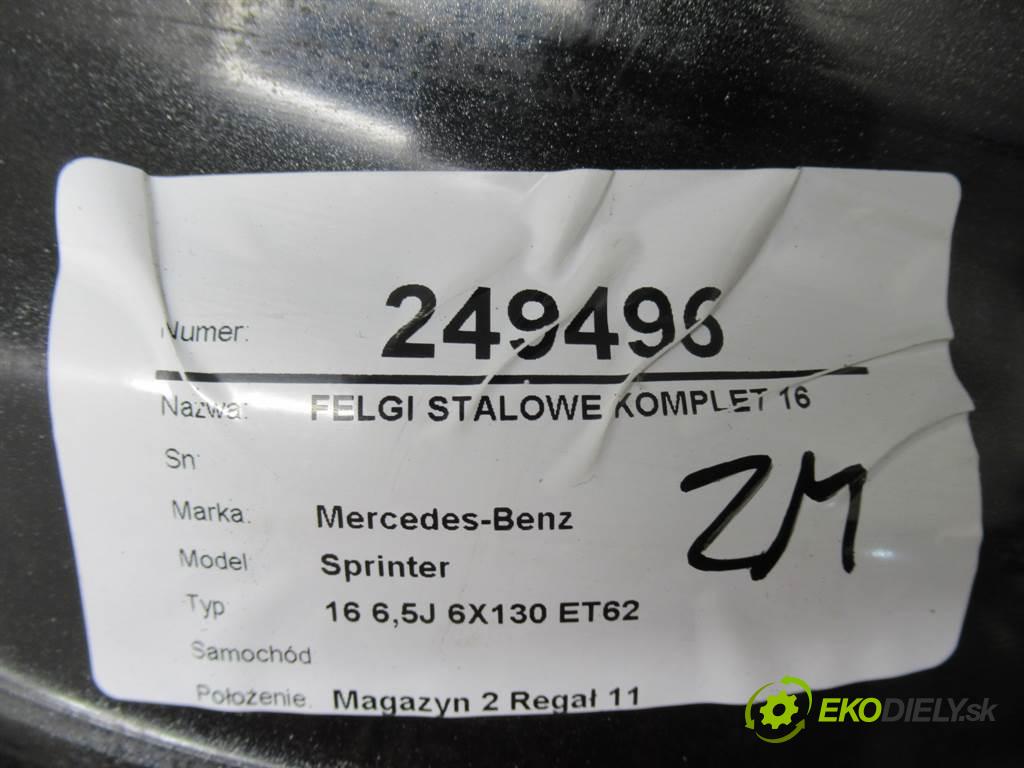 Numer: 249496
Nazwa: FELGI STALOWE KOMPLET 16
Sn:
Marka: Mercedes-Benz
Model: Sprinter
Typ 16 6,5J 6X130 ET62
Samochód
Położenie. Magazyn 2 Regał 11
ZM
EKODIELY.sk